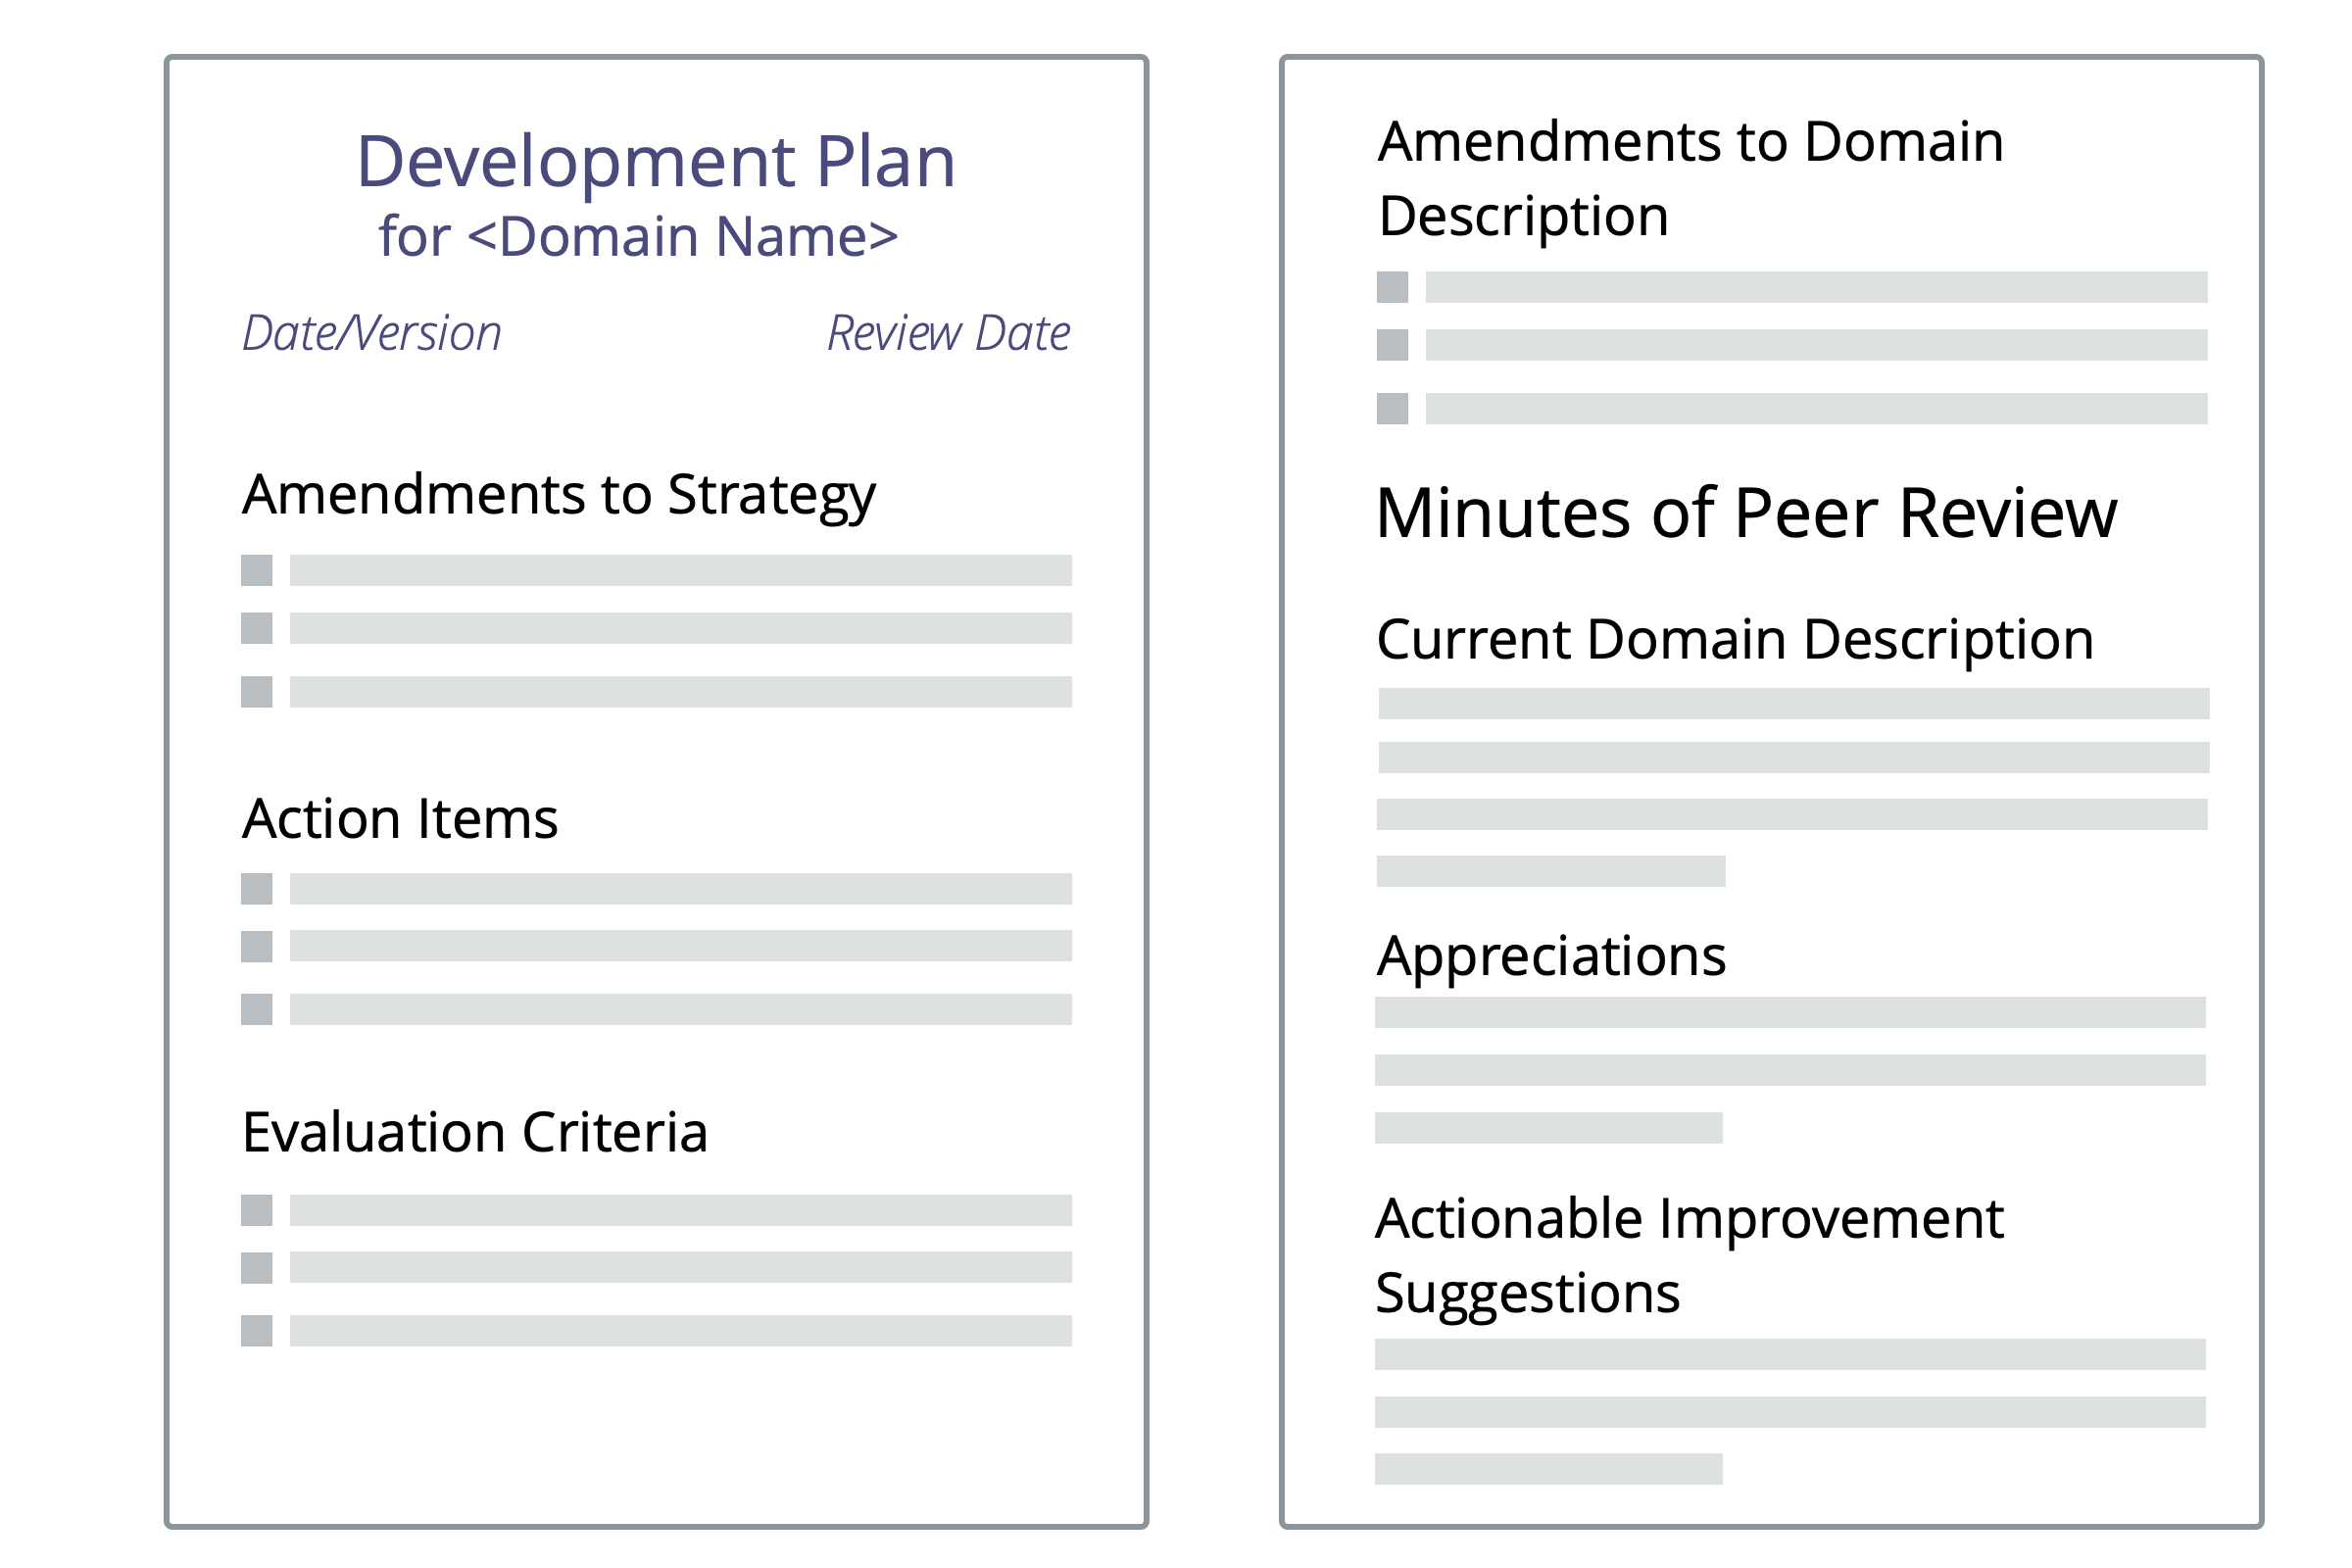 Development Plan
for <Domain Name>
Date/Version Review Date
Amendments to Strategy
Action Items
Evaluation Criteria
Amendments to Domain
Description
Minutes of Peer Review
Current Domain Description
Appreciations
Actionable Improvement
Suggestions